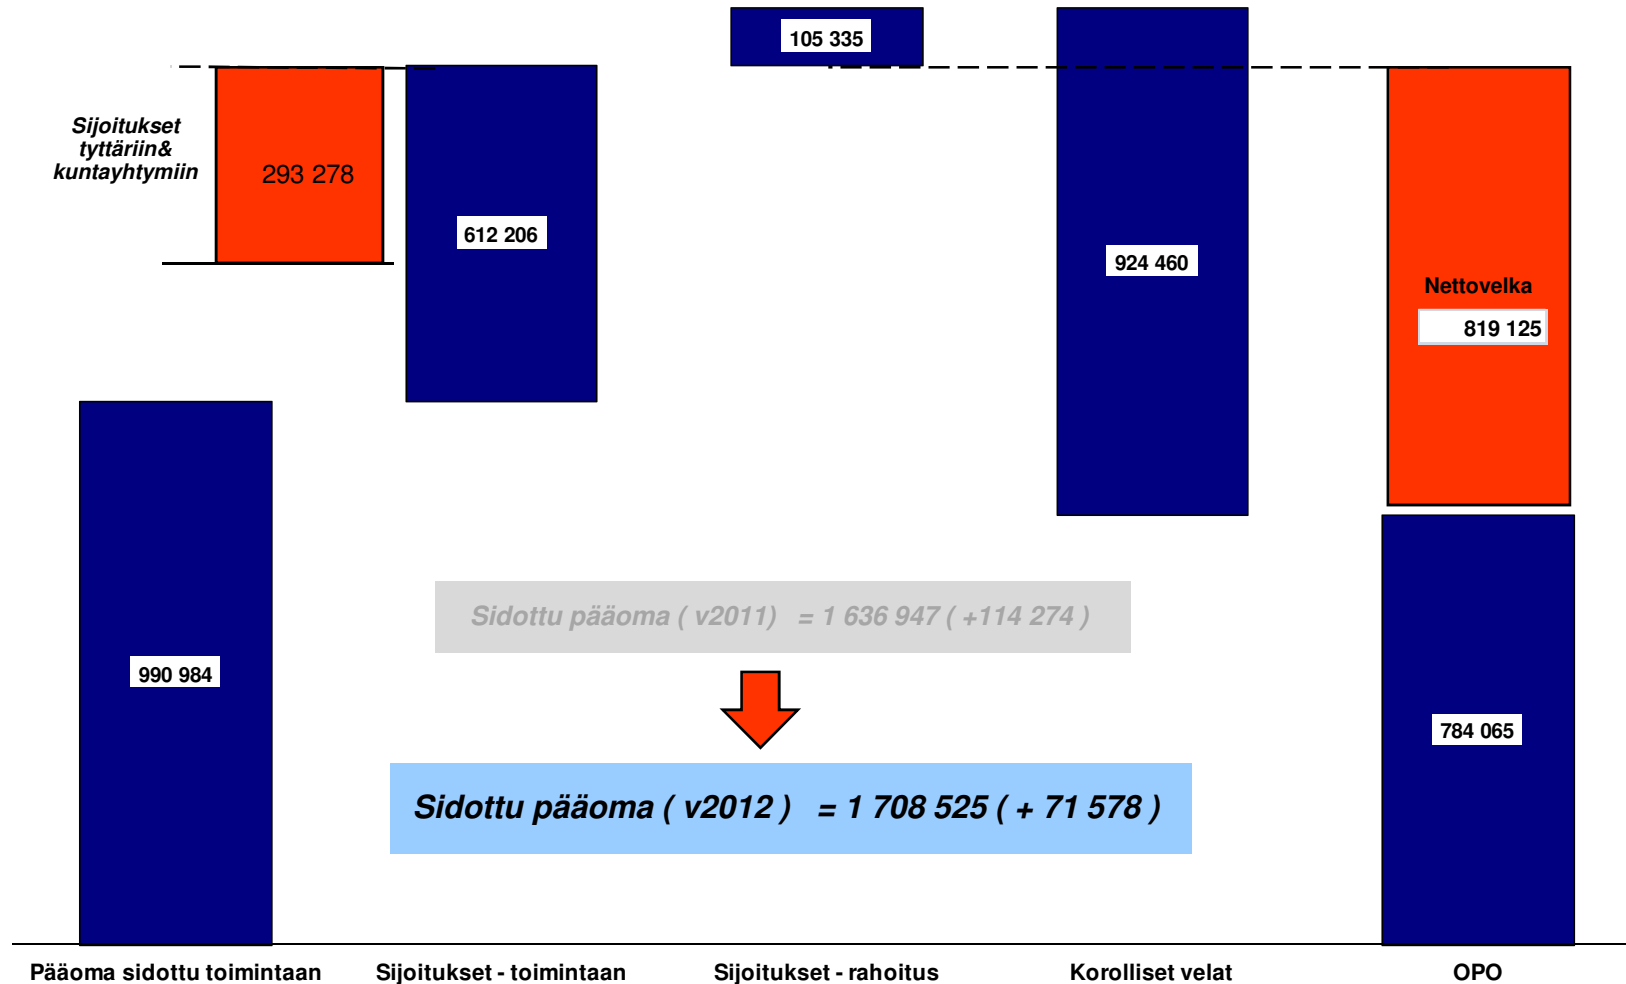 105 335
Sijoitukset
tyttäriin&
kuntayhtymiin
293 278
612 206
924 460
Nettovelka
819 125
Sidottu pääoma ( v2011) = 1 636 947 ( +114 274 )
990 984
784 065
Sidottu pääoma ( v2012 ) = 1 708 525 ( + 71 578 )
Pääoma sidottu toimintaan
Sijoitukset - toimintaan
Sijoitukset - rahoitus
Korolliset velat
OPO